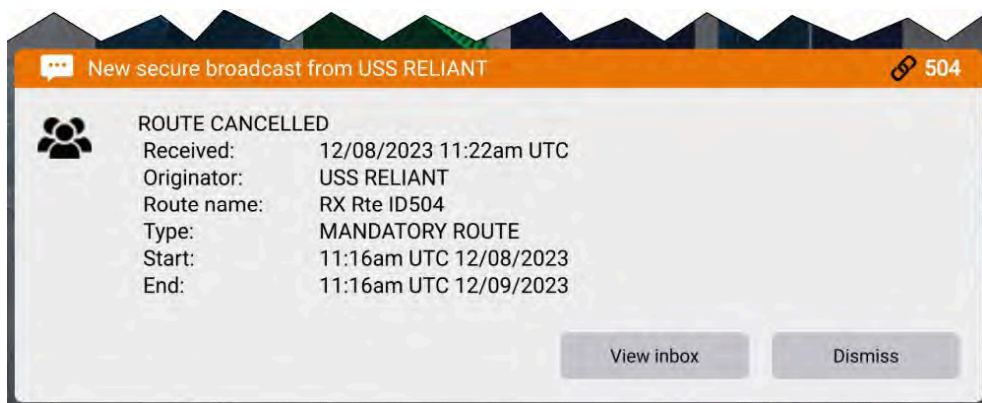 New secure broadcast from USS RELIANT 504
ROUTE CANCELLED
Received: 12/08/2023 11:22am UTC
Originator: USS RELIANT
Route name: RX Rte ID504
Type: MANDATORY ROUTE
Start: 11:16am UTC 12/08/2023
End: 11:16am UTC 12/09/2023
View inbox Dismiss